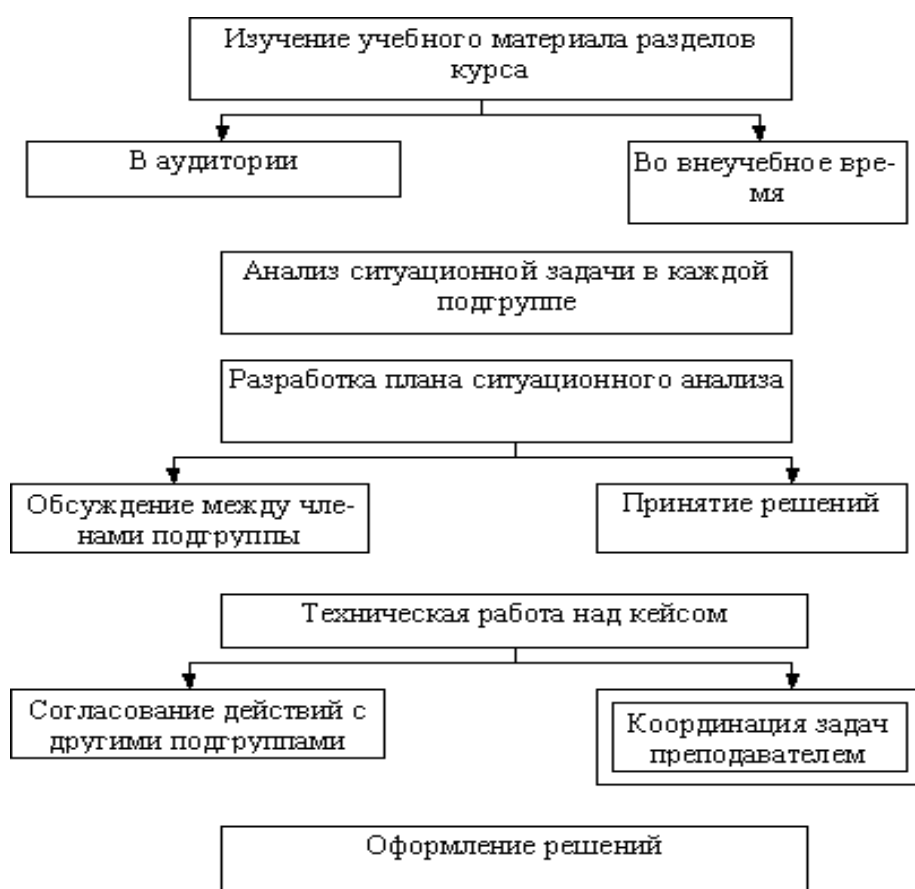 Изучение учебного материала разделов
курса
В аудитории
Во внеучебное вре-
мя
Анализ ситуационной задачи в каждой
подгруппе
Разработка плана ситуационного анализа
Обсуждение между чле-
нами подгруппы
Принятие решений
Техническая работа над кейсом
Согласование действий с
другими подгруппами
Координация задач
преподавателем
Оформление решений